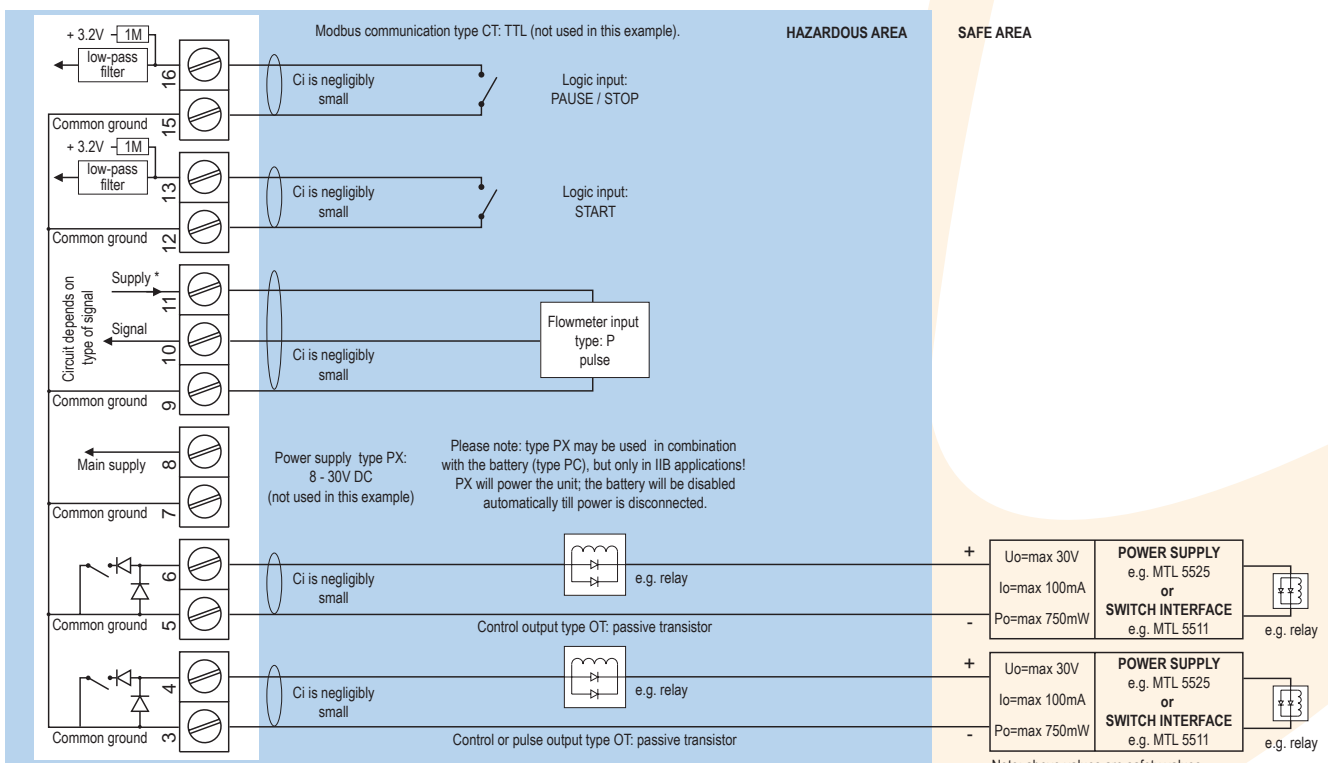 Modbus communication type CT: TTL (not used in this example).
HAZARDOUS AREA
SAFE AREA
+ 3.2V
1M
low-pass
filter
16
Ci is negligibly
small
Logic input:
PAUSE / STOP
Common ground
15
+ 3.2V
1M
low-pass
filter
13
Ci is negligibly
small
Logic input:
START
Common ground
12
Circuit depends on
type of signal
Supply *
11
Signal
10
Ci is negligibly
small
Flowmeter input
type: P
pulse
Common ground
9
Main supply
8
Power supply type PX:
8 - 30V DC
(not used in this example)
Please note: type PX may be used in combination
with the battery (type PC), but only in IIB applications!
PX will power the unit; the battery will be disabled
automatically till power is disconnected.
Common ground
7
6
Ci is negligibly
small
e.g. relay
Common ground
5
Control output type OT: passive transistor
+
-
Uo=max 30V
Io=max 100mA
Po=max 750mW
POWER SUPPLY
e.g. MTL 5525
or
SWITCH INTERFACE
e.g. MTL 5511
e.g. relay
4
Ci is negligibly
small
e.g. relay
Common ground
3
Control or pulse output type OT: passive transistor
+
-
Uo=max 30V
Io=max 100mA
Po=max 750mW
POWER SUPPLY
e.g. MTL 5525
or
SWITCH INTERFACE
e.g. MTL 5511
e.g. relay